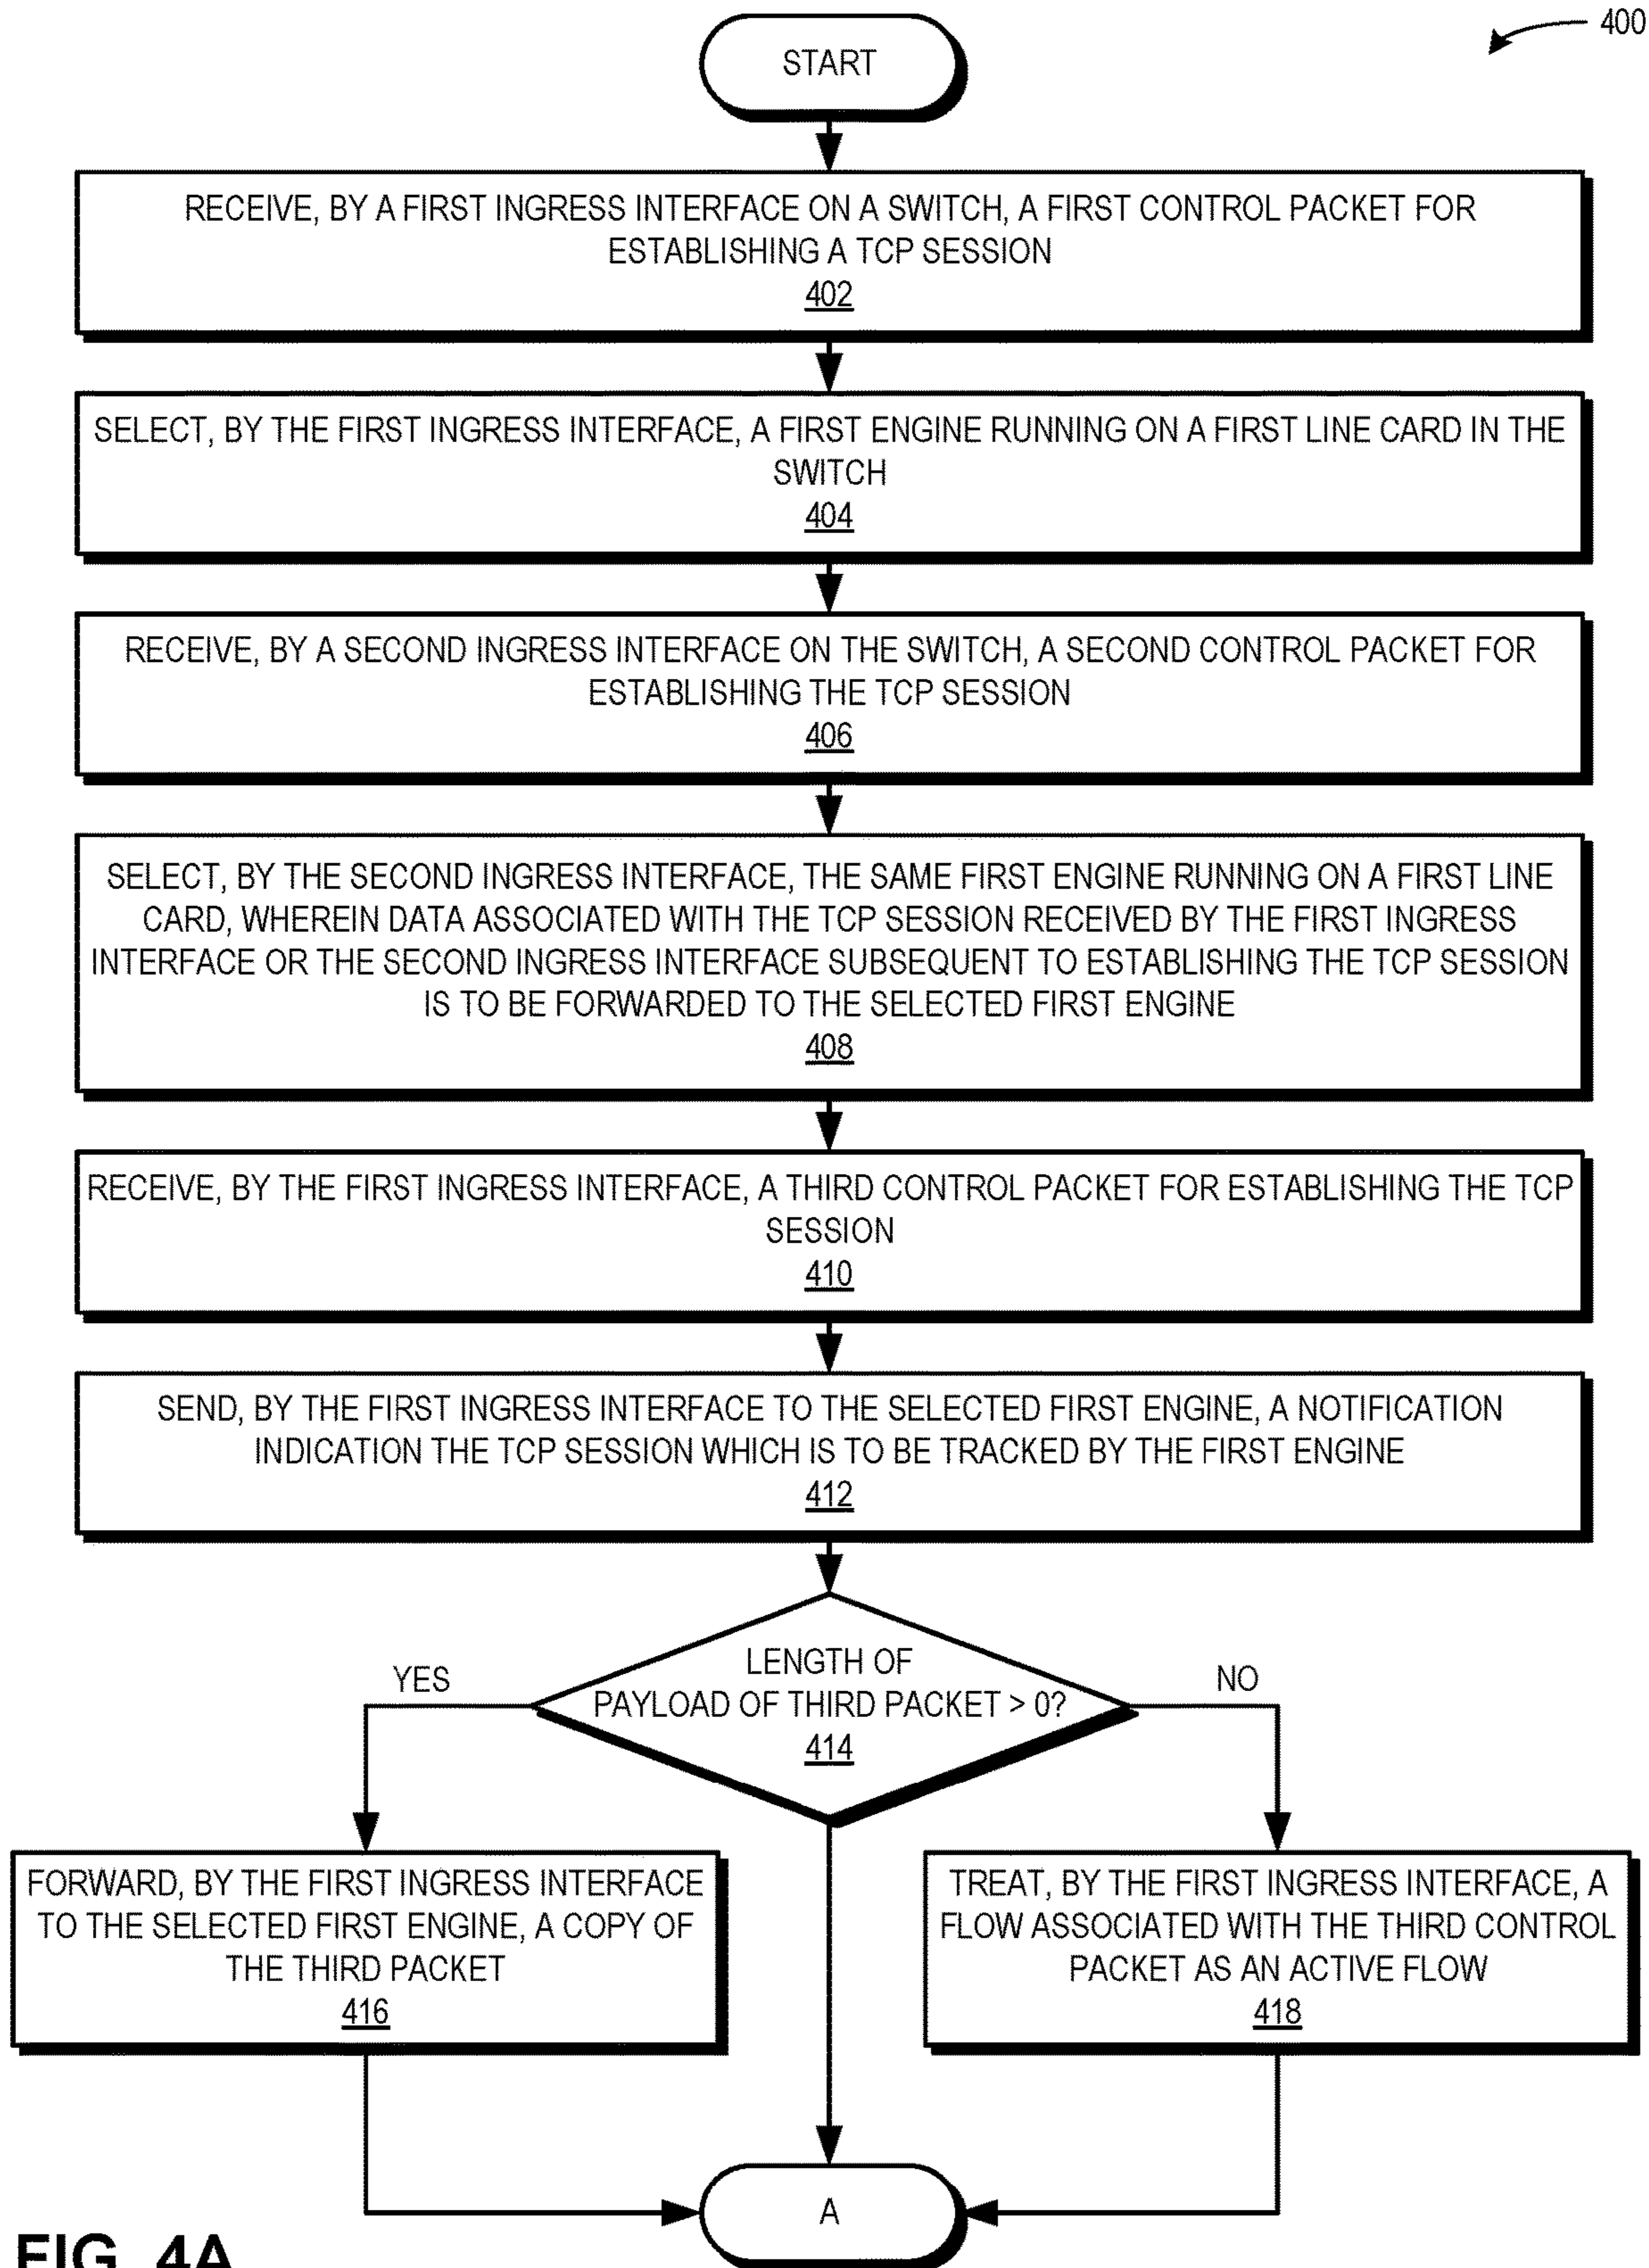 400
START
RECEIVE, BY A FIRST INGRESS INTERFACE ON A SWITCH, A FIRST CONTROL PACKET FOR
ESTABLISHING A TCP SESSION
402
SELECT, BY THE FIRST INGRESS INTERFACE, A FIRST ENGINE RUNNING ON A FIRST LINE CARD IN THE
SWITCH
404
RECEIVE, BY A SECOND INGRESS INTERFACE ON THE SWITCH, A SECOND CONTROL PACKET FOR
ESTABLISHING THE TCP SESSION
406
SELECT, BY THE SECOND INGRESS INTERFACE, THE SAME FIRST ENGINE RUNNING ON A FIRST LINE
CARD, WHEREIN DATA ASSOCIATED WITH THE TCP SESSION RECEIVED BY THE FIRST INGRESS
INTERFACE OR THE SECOND INGRESS INTERFACE SUBSEQUENT TO ESTABLISHING THE TCP SESSION
IS TO BE FORWARDED TO THE SELECTED FIRST ENGINE
408
RECEIVE, BY THE FIRST INGRESS INTERFACE, A THIRD CONTROL PACKET FOR ESTABLISHING THE TCP
SESSION
410
SEND, BY THE FIRST INGRESS INTERFACE TO THE SELECTED FIRST ENGINE, A NOTIFICATION
INDICATION THE TCP SESSION WHICH IS TO BE TRACKED BY THE FIRST ENGINE
412
LENGTH OF
PAYLOAD OF THIRD PACKET > 0?
414
YES
NO
FORWARD, BY THE FIRST INGRESS INTERFACE
TO THE SELECTED FIRST ENGINE, A COPY OF
THE THIRD PACKET
416
TREAT, BY THE FIRST INGRESS INTERFACE, A
FLOW ASSOCIATED WITH THE THIRD CONTROL
PACKET AS AN ACTIVE FLOW
418
A
FIG. 4A